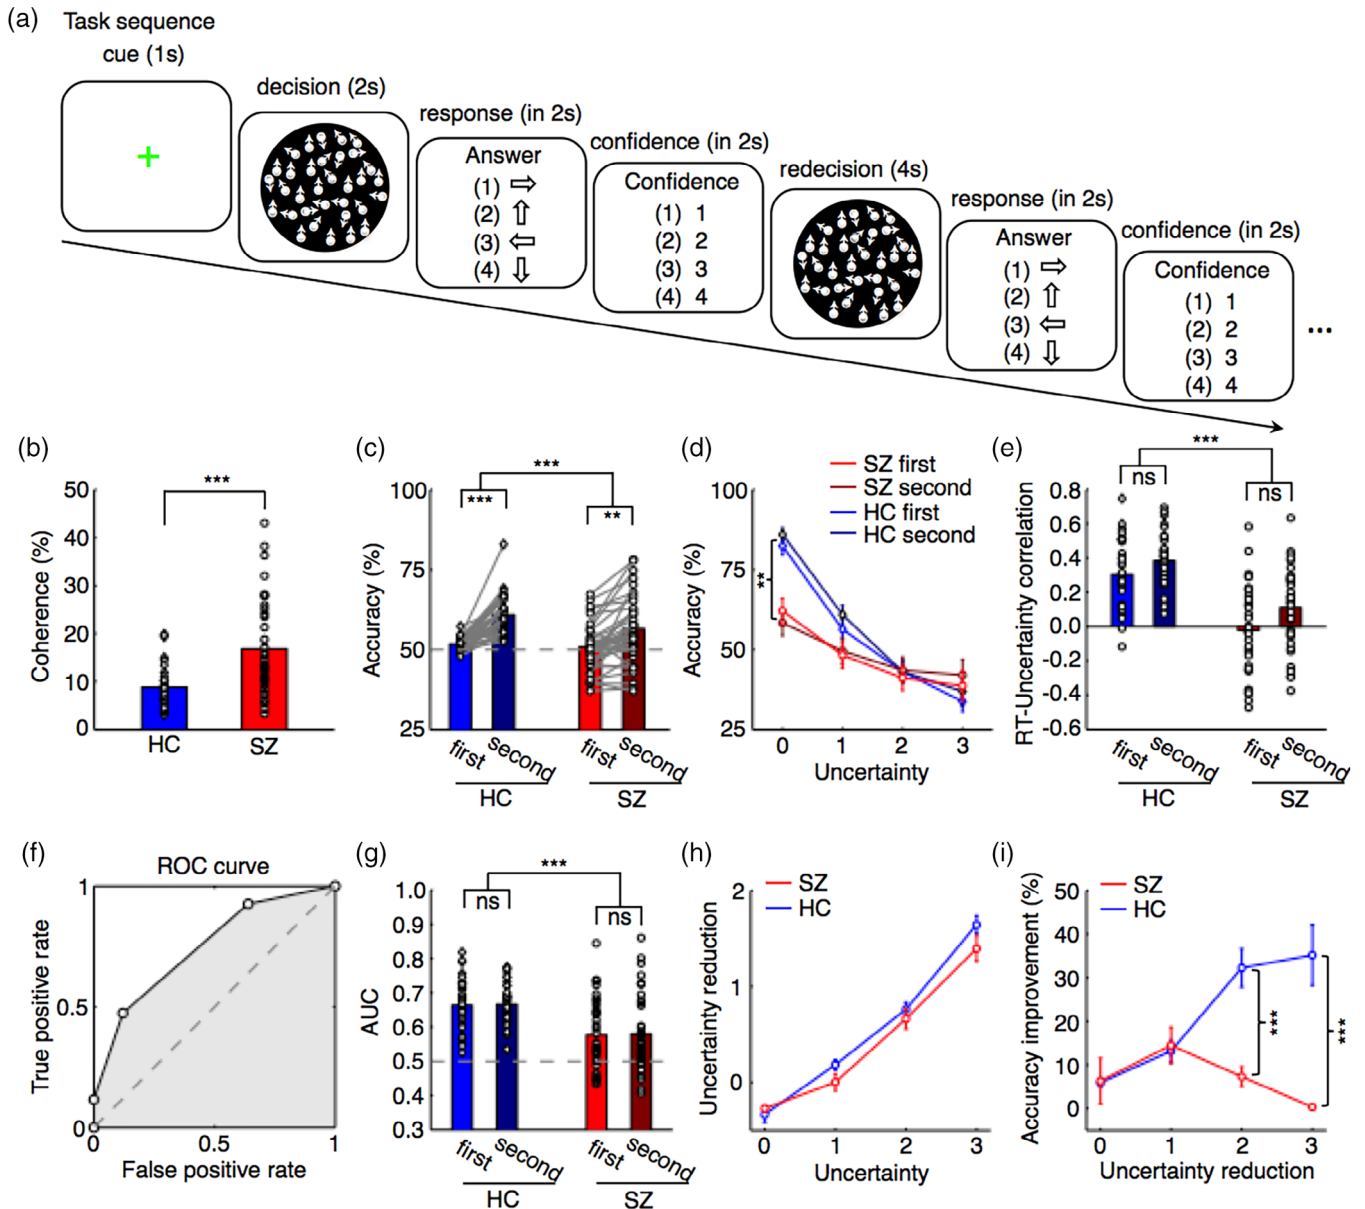 (a)
Task sequence
cue (1s)
decision (2s)
response (in 2s)
Answer
(1)
(2)
(3)
(4)
confidence (in 2s)
Confidence
(1) 1
(2) 2
(3) 3
(4) 4
redecision (4s)
response (in 2s)
Answer
(1)
(2)
(3)
(4)
confidence (in 2s)
Confidence
(1) 1
(2) 2
(3) 3
(4) 4
...
(b)
***
Coherence (%)
50
40
30
20
10
0
HC
SZ
(c)
***
***
**
Accuracy (%)
100
75
50
25
first
second
first
second
HC
SZ
(d)
SZ first
SZ second
HC first
HC second
**
Accuracy (%)
100
75
50
25
0 1 2 3
Uncertainty
(e)
***
ns
ns
RT-Uncertainty correlation
0.8
0.6
0.4
0.2
0.0
-0.2
-0.4
-0.6
first
second
first
second
HC
SZ
(f)
ROC curve
True positive rate
1
0.5
0
0 0.5 1
False positive rate
(g)
***
ns
ns
AUC
1.0
0.9
0.8
0.7
0.6
0.5
0.4
0.3
first
second
first
second
HC
SZ
(h)
SZ
HC
Uncertainty reduction
2
1
0
0 1 2 3
Uncertainty
(i)
SZ
HC
***
***
Accuracy improvement (%)
50
40
30
20
10
0
0 1 2 3
Uncertainty reduction